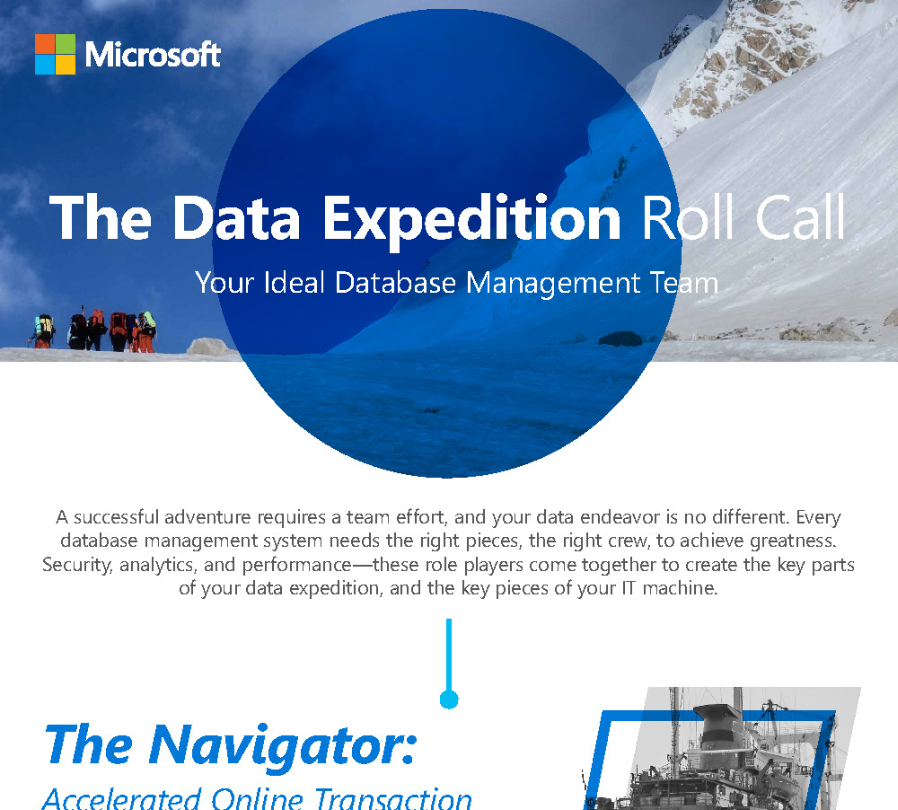 Microsoft
The Data Expedition Roll Call
Your Ideal Database Management Team
A successful adventure requires a team effort, and your data endeavor is no different. Every
database management system needs the right pieces, the right crew, to achieve greatness.
Security, analytics, and performance—these role players come together to create the key parts
of your data expedition, and the key pieces of your IT machine.
The Navigator:
Accelerated Online Transaction